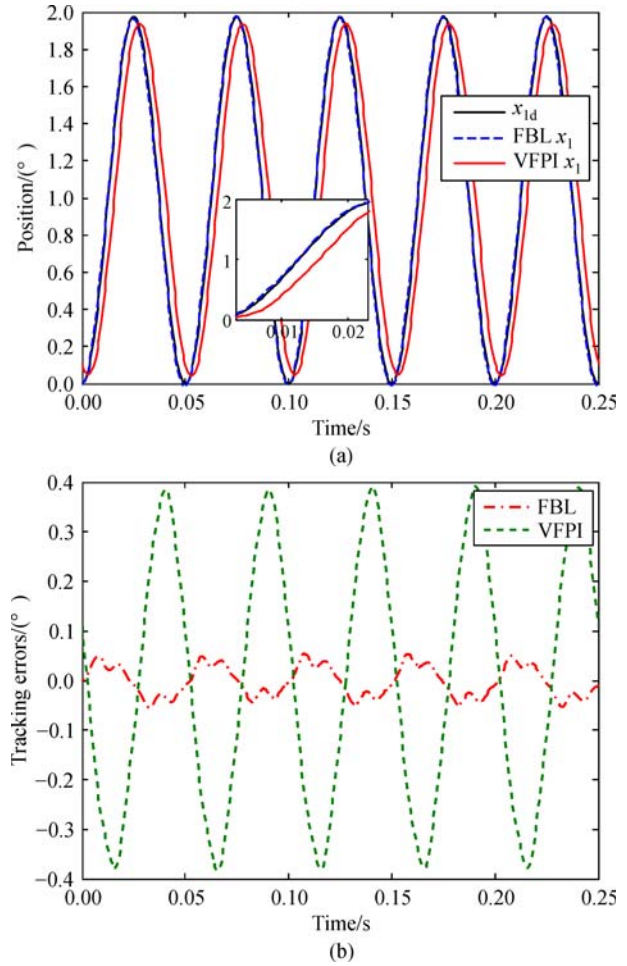 2.0
1.8
1.6
1.4
1.2
1.0
0.8
0.6
0.4
0.2
0.0
Position/(°)
x1d
FBL x1
VFPI x1
2
1
0
0.01
0.02
0.00 0.05 0.10 0.15 0.20 0.25
Time/s
(a)
0.4
0.3
0.2
0.1
0.0
−0.1
−0.2
−0.3
−0.4
Tracking errors/(°)
FBL
VFPI
0.00 0.05 0.10 0.15 0.20 0.25
Time/s
(b)